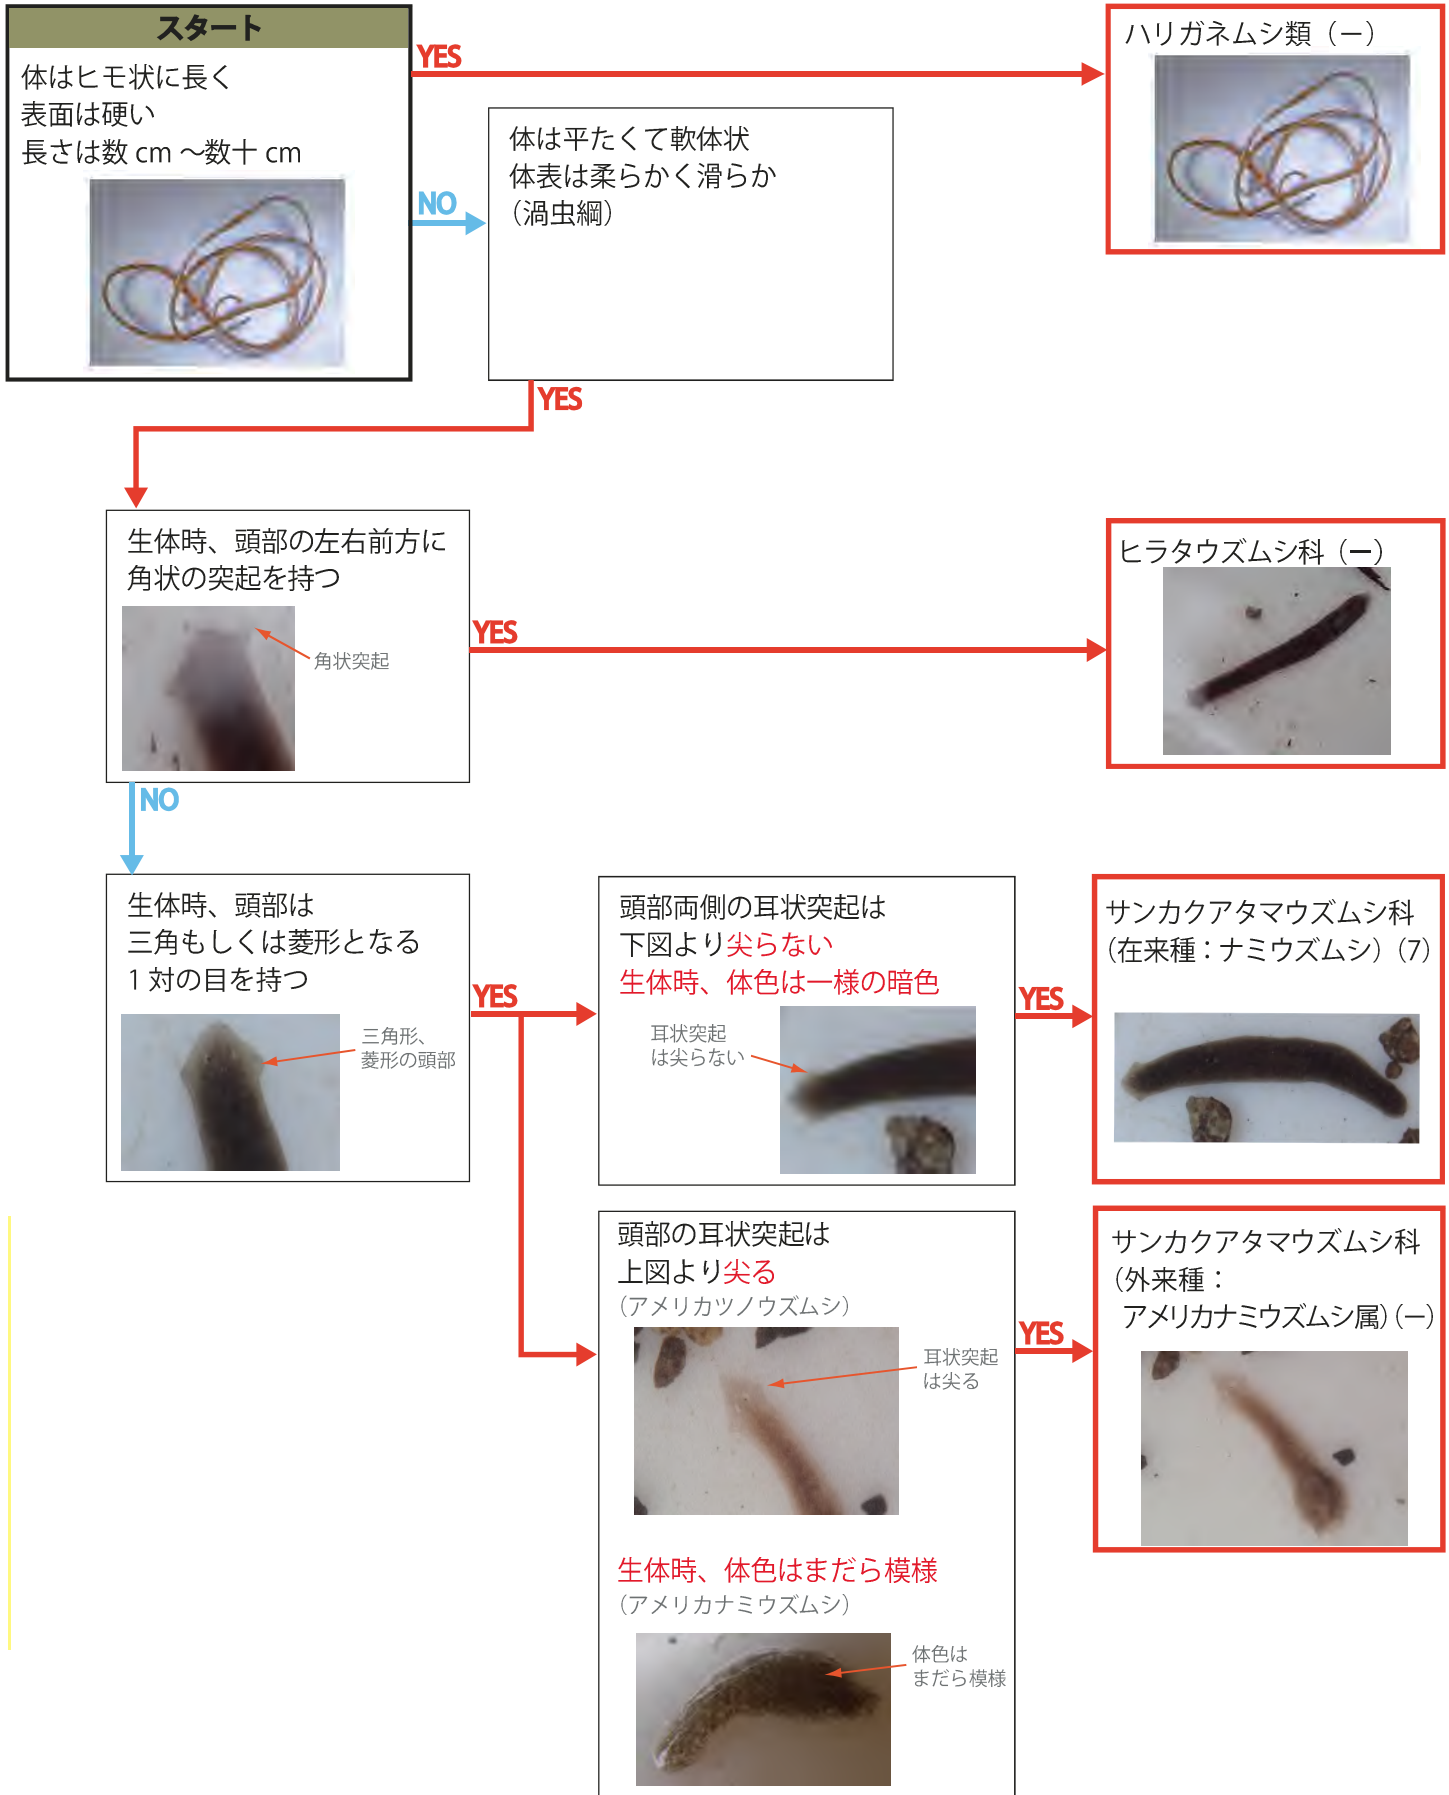 スタート
体はヒモ状に長く
表面は硬い
長さは数 cm 〜数十 cm
YES
NO
体は平たくて軟体状
体表は柔らかく滑らか
（渦虫綱）
ハリガネムシ類（－）
YES
生体時、頭部の左右前方に
角状の突起を持つ
角状突起
YES
ヒラタウズムシ科（－）
NO
生体時、頭部は
三角もしくは菱形となる
1 対の目を持つ
三角形、
菱形の頭部
YES
頭部両側の耳状突起は
下図より尖らない
生体時、体色は一様の暗色
耳状突起
は尖らない
YES
サンカクアタマウズムシ科
（在来種：ナミウズムシ）（7）
頭部の耳状突起は
上図より尖る
（アメリカツノウズムシ）
耳状突起
は尖る
生体時、体色はまだら模様
（アメリカナミウズムシ）
体色は
まだら模様
YES
サンカクアタマウズムシ科
（外来種：
アメリカナミウズムシ属）（－）